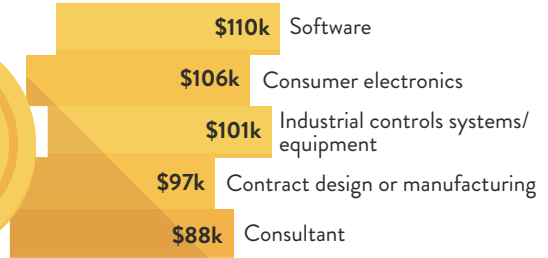 $110k Software
$106k Consumer electronics
$101k Industrial controls systems/
equipment
$97k Contract design or manufacturing
$88k Consultant